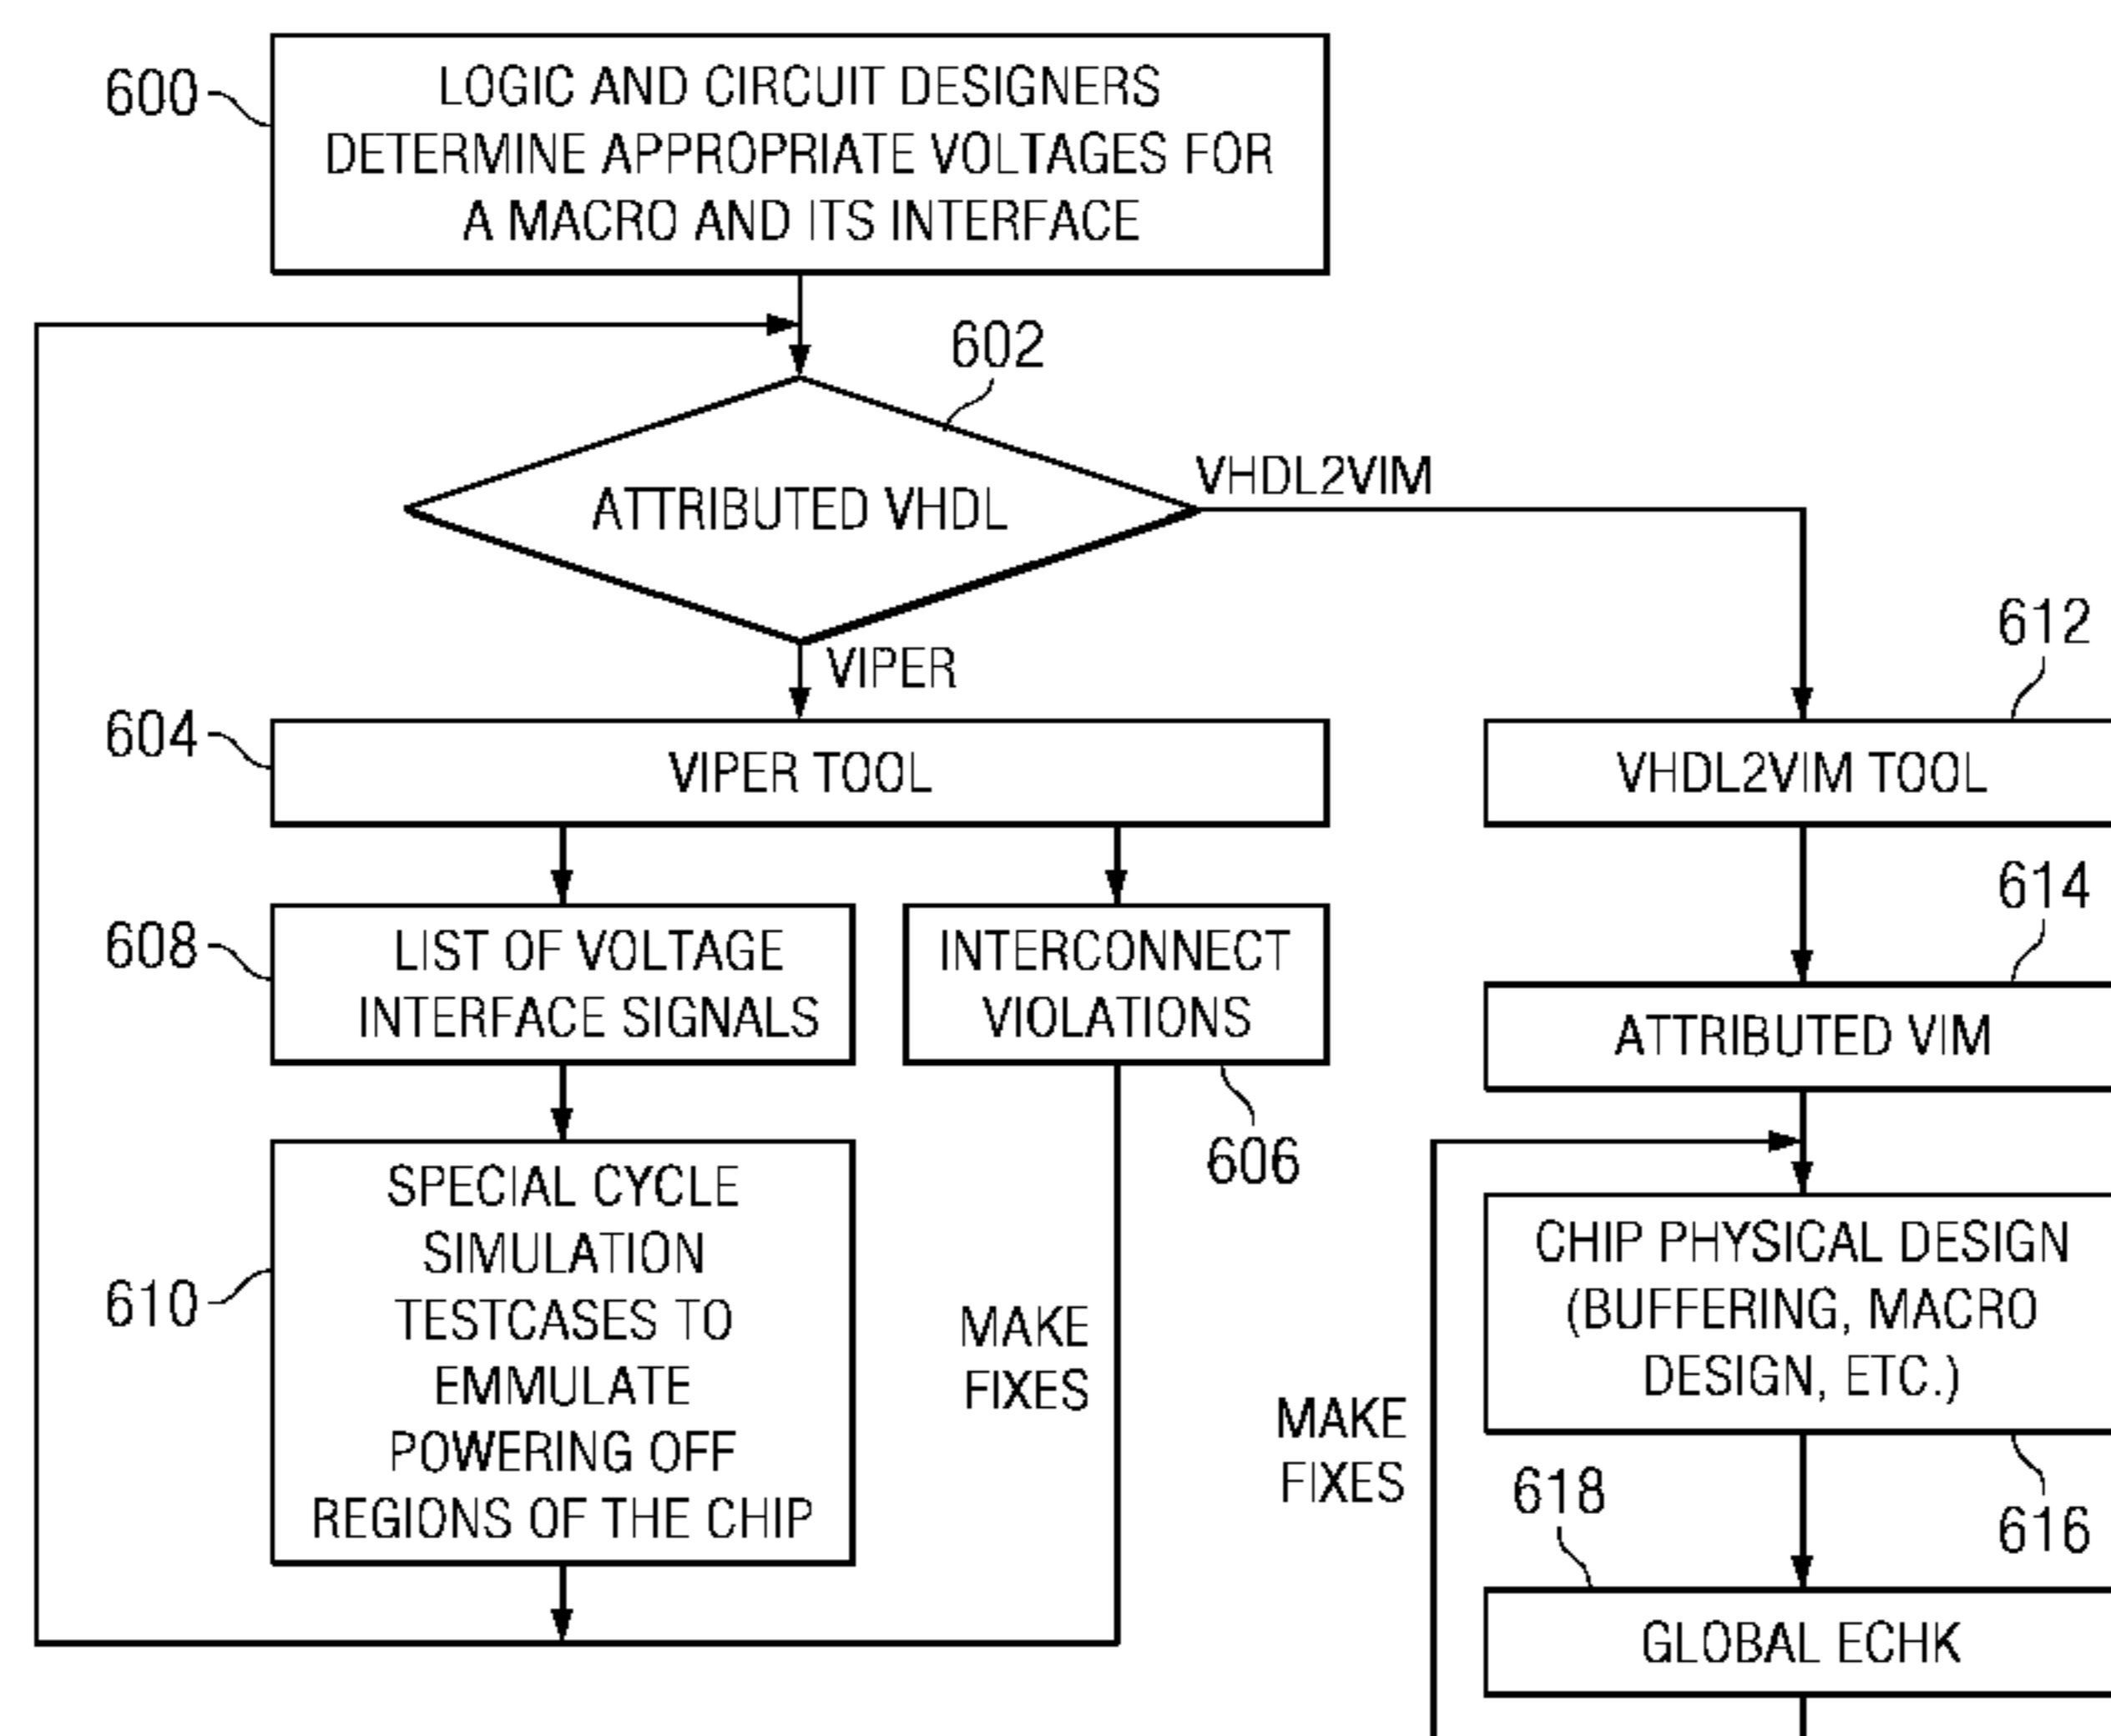 600
LOGIC AND CIRCUIT DESIGNERS
DETERMINE APPROPRIATE VOLTAGES FOR
A MACRO AND ITS INTERFACE
602
ATTRIBUTED VHDL
VHDL2VIM
VIPER
604
VIPER TOOL
612
VHDL2VIM TOOL
608
LIST OF VOLTAGE
INTERFACE SIGNALS
INTERCONNECT
VIOLATIONS
606
614
ATTRIBUTED VIM
610
SPECIAL CYCLE
SIMULATION
TESTCASES TO
EMMULATE
POWERING OFF
REGIONS OF THE CHIP
MAKE
FIXES
MAKE
FIXES
CHIP PHYSICAL DESIGN
(BUFFERING, MACRO
DESIGN, ETC.)
616
618
GLOBAL ECHK